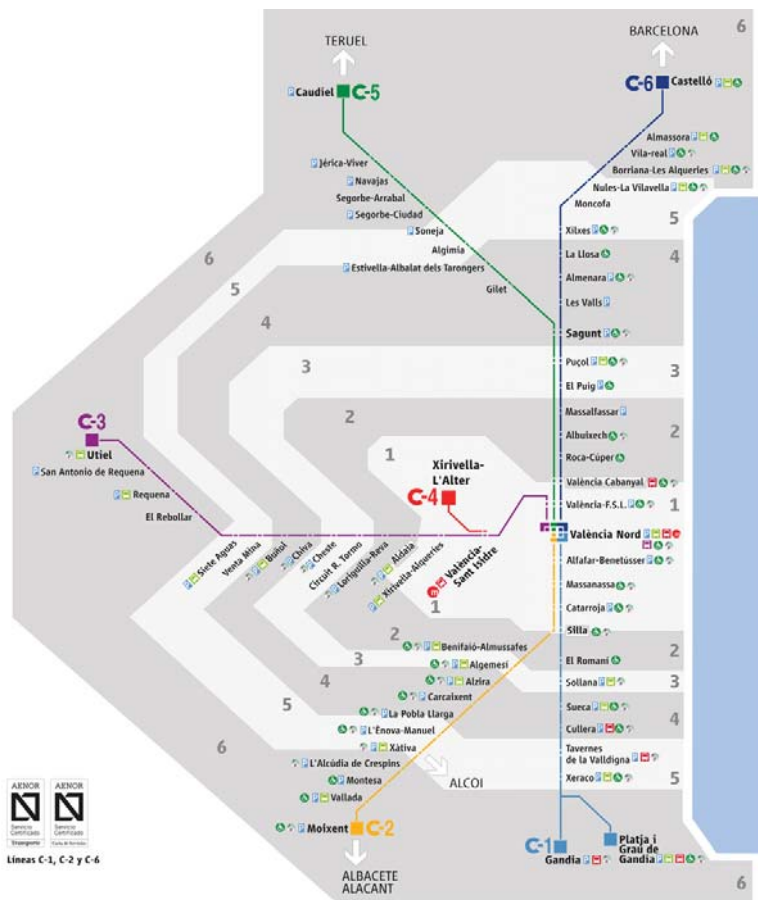 TERUEL
BARCELONA
6
Caudiel C-5
C-6 Castelló
Almassora
Vila-real
Borriana-Les Alqueries
Nules-La Vilavella
Moncofa
5
Jérica-Viver
Navajas
Segorbe-Arrabal
Segorbe-Ciudad
Soneja
Algimia
Estivella-Albalat dels Tarongers
Gilet
Xilxes
La Llosa
4
Almenara
Les Valls
Sagunt
6
5
4
3
2
1
Puçol
3
El Puig
Massalfassar
Albuixech
2
Roca-Cúper
València Cabanyal
València-F.S.L.
1
C-3
Utiel
San Antonio de Requena
Requena
El Rebollar
Xirivella-
L'Alter
C-4
València Nord
Siete Aguas
Venta Mina
Buñol
Chiva
Cheste
Circuit R. Tormo
Loriguilla-Reva
Aldaia
Xirivella-Alqueries
València
Sant Isidre
m
m
Alfafar-Benetússer
Massanassa
Catarroja
1
Silla
2
Benifaió-Almussafes
El Romaní
2
3
Algemesí
Sollana
3
4
Alzira
Carcaixent
5
La Pobla Llarga
Sueca
4
L'Ènova-Manuel
Cullera
6
Xàtiva
Tavernes
de la Valldigna
L'Alcúdia de Crespins
Xeraco
5
Montesa
ALCOI
Vallada
Moixent C-2
C-1
Gandia
Platja i
Grau de
Gandia
ALBACETE
ALACANT
6
AENOR
Servicio
Certificado
Transporte
AENOR
Servicio
Certificado
Líneas C-1, C-2 y C-6